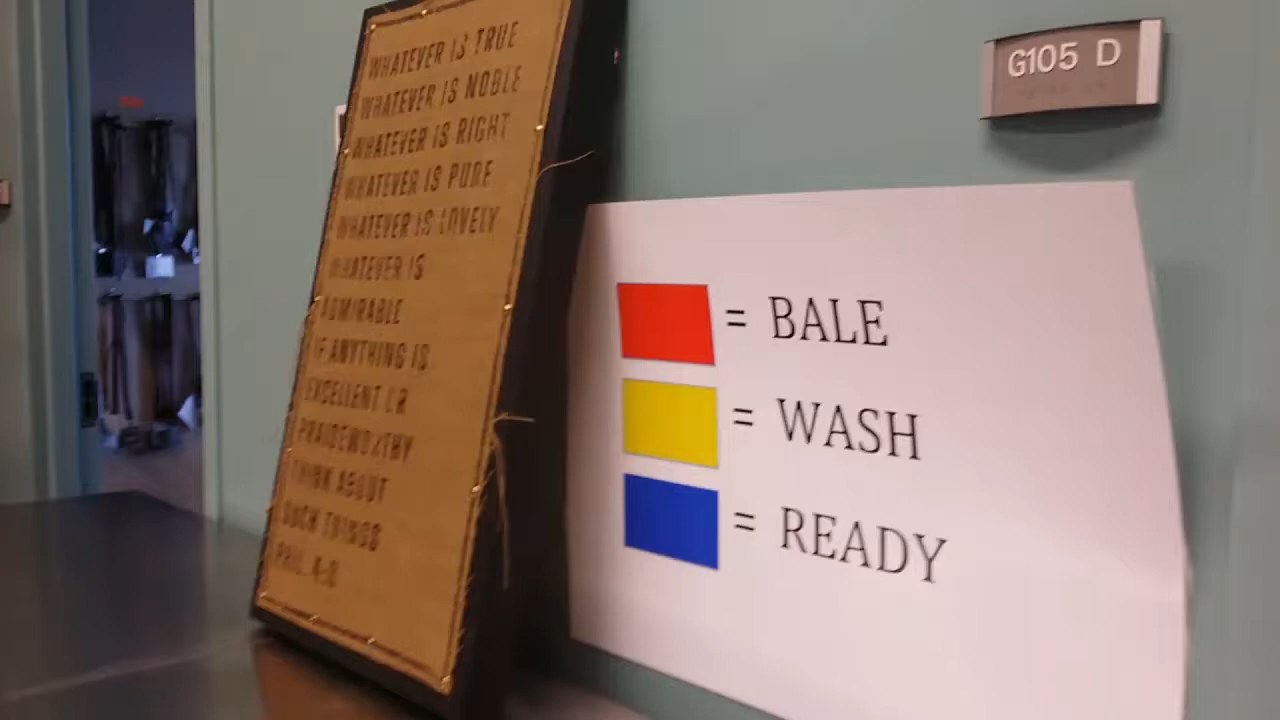 WHATEVER IS TRUE
WHATEVER IS NOBLE
WHATEVER IS RIGHT
WHATEVER IS PURE
WHATEVER IS LOVELY
WHATEVER IS
ADMIRABLE
IF ANYTHING IS
EXCELLENT OR
PRAISEWORTHY
THINK ABOUT
SUCH THINGS
PHIL. 4:8
G105 D
= BALE
= WASH
= READY